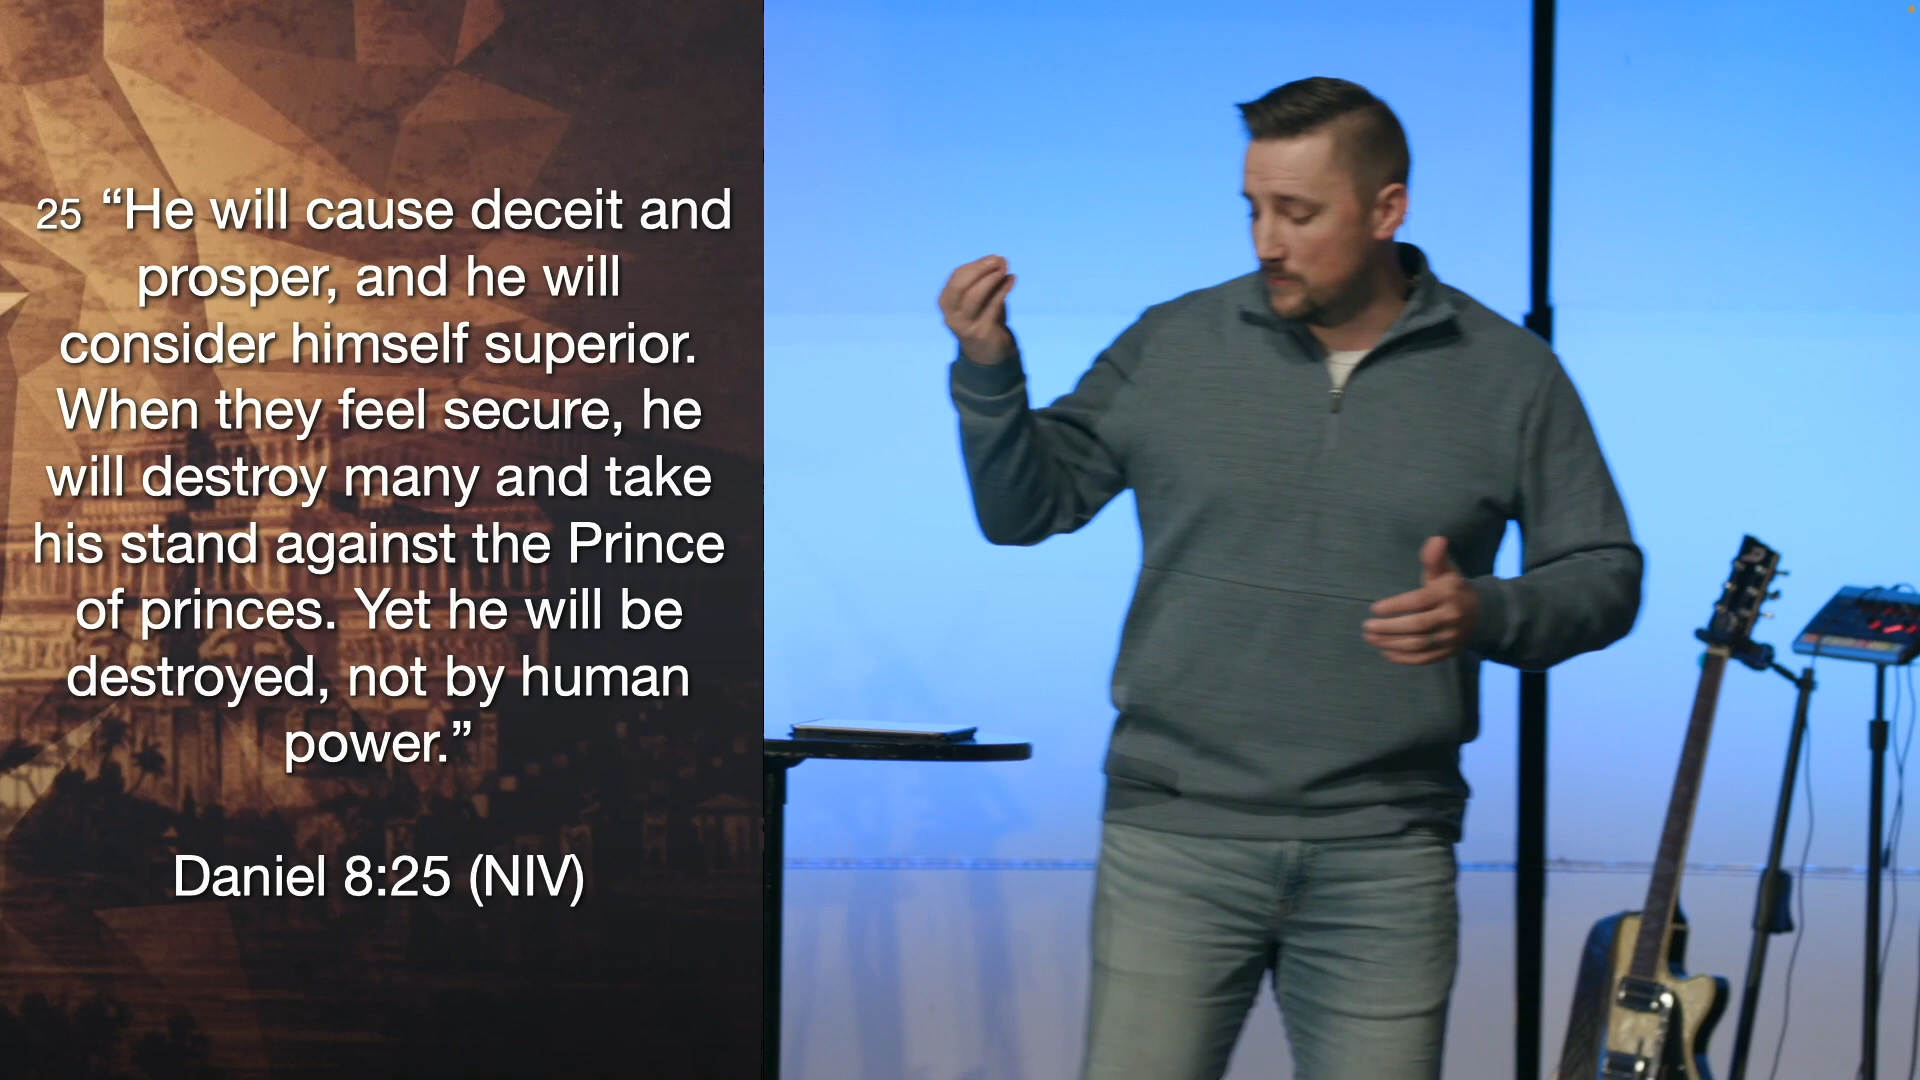 25 “He will cause deceit and
prosper, and he will
consider himself superior.
When they feel secure, he
will destroy many and take
his stand against the Prince
of princes. Yet he will be
destroyed, not by human
power.”
Daniel 8:25 (NIV)